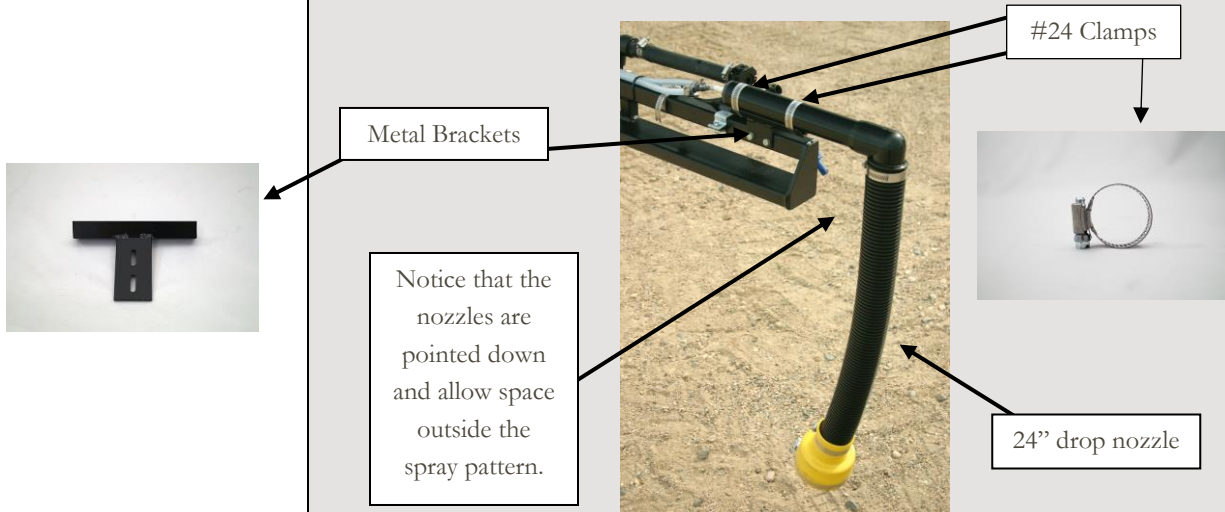 #24 Clamps
Metal Brackets
Notice that the
nozzles are
pointed down
and allow space
outside the
spray pattern.
24” drop nozzle